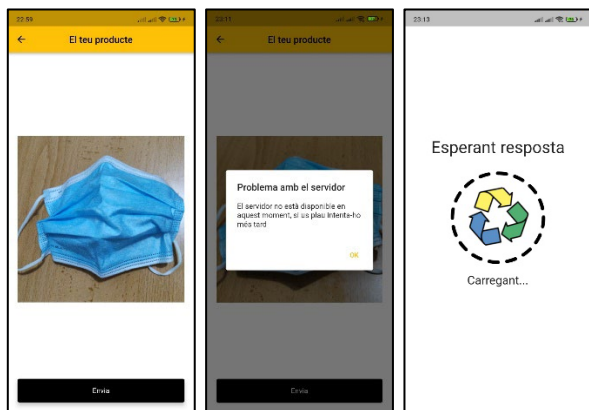 22:59
El teu producte
Envia
23:11
El teu producte
Problema amb el servidor
El servidor no està disponible en
aquest moment, si us plau intenta-ho
més tard
OK
Envia
23:13
Esperant resposta
Carregant...